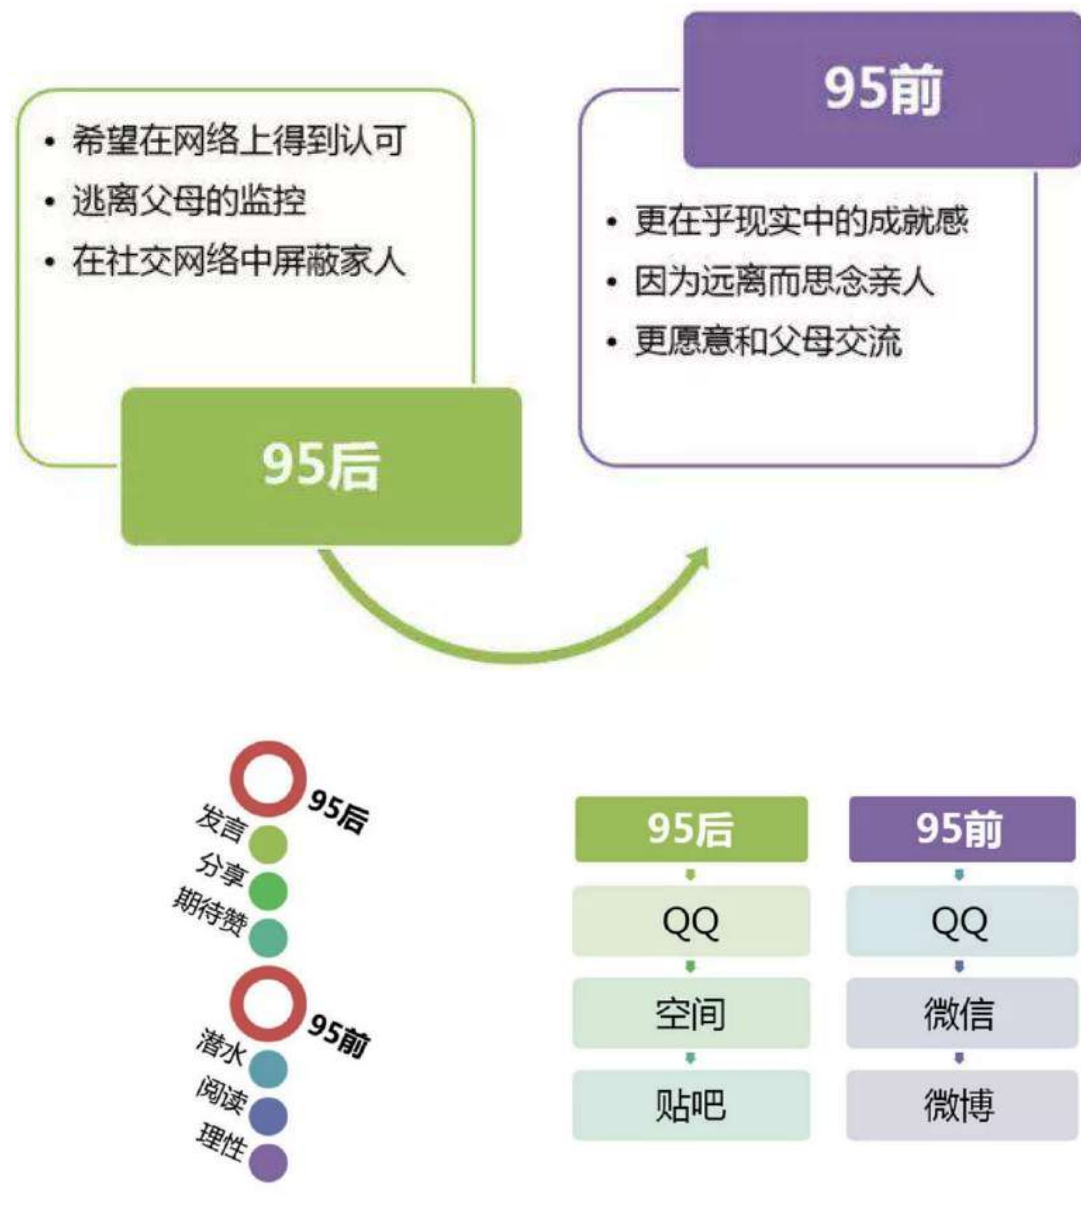 • 希望在网络上得到认可
• 逃离父母的监控
• 在社交网络中屏蔽家人
95后
95前
• 更在乎现实中的成就感
• 因为远离而思念亲人
• 更愿意和父母交流
95后
发言
分享
期待赞
95前
潜水
阅读
理性
95后
QQ
空间
贴吧
95前
QQ
微信
微博